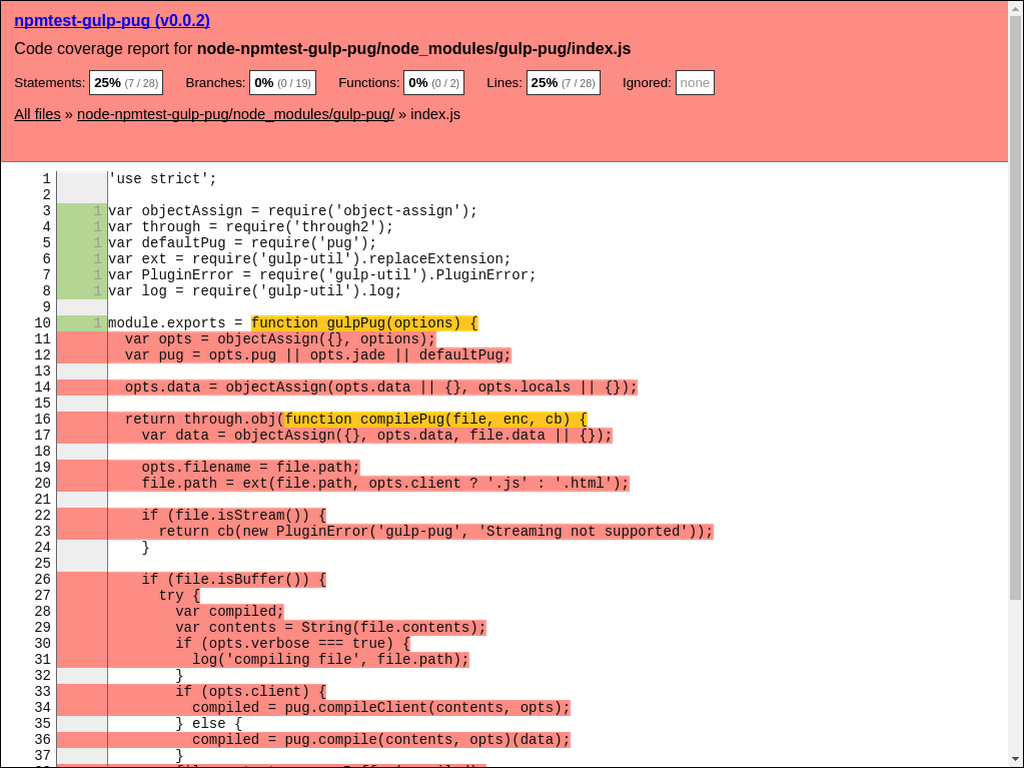 npmtest-gulp-pug (v0.0.2)
Code coverage report for node-npmtest-gulp-pug/node_modules/gulp-pug/index.js
Statements: 25% (7 / 28) Branches: 0% (0 / 19) Functions: 0% (0 / 2) Lines: 25% (7 / 28) Ignored: none
All files » node-npmtest-gulp-pug/node_modules/gulp-pug/ » index.js
1 'use strict';
2
3 1 var objectAssign = require('object-assign');
4 1 var through = require('through2');
5 1 var defaultPug = require('pug');
6 1 var ext = require('gulp-util').replaceExtension;
7 1 var PluginError = require('gulp-util').PluginError;
8 1 var log = require('gulp-util').log;
9
10 1 module.exports = function gulpPug(options) {
11 var opts = objectAssign({}, options);
12 var pug = opts.pug || opts.jade || defaultPug;
13
14 opts.data = objectAssign(opts.data || {}, opts.locals || {});
15
16 return through.obj(function compilePug(file, enc, cb) {
17 var data = objectAssign({}, opts.data, file.data || {});
18
19 opts.filename = file.path;
20 file.path = ext(file.path, opts.client ? '.js' : '.html');
21
22 if (file.isStream()) {
23 return cb(new PluginError('gulp-pug', 'Streaming not supported'));
24 }
25
26 if (file.isBuffer()) {
27 try {
28 var compiled;
29 var contents = String(file.contents);
30 if (opts.verbose === true) {
31 log('compiling file', file.path);
32 }
33 if (opts.client) {
34 compiled = pug.compileClient(contents, opts);
35 } else {
36 compiled = pug.compile(contents, opts)(data);
37 }